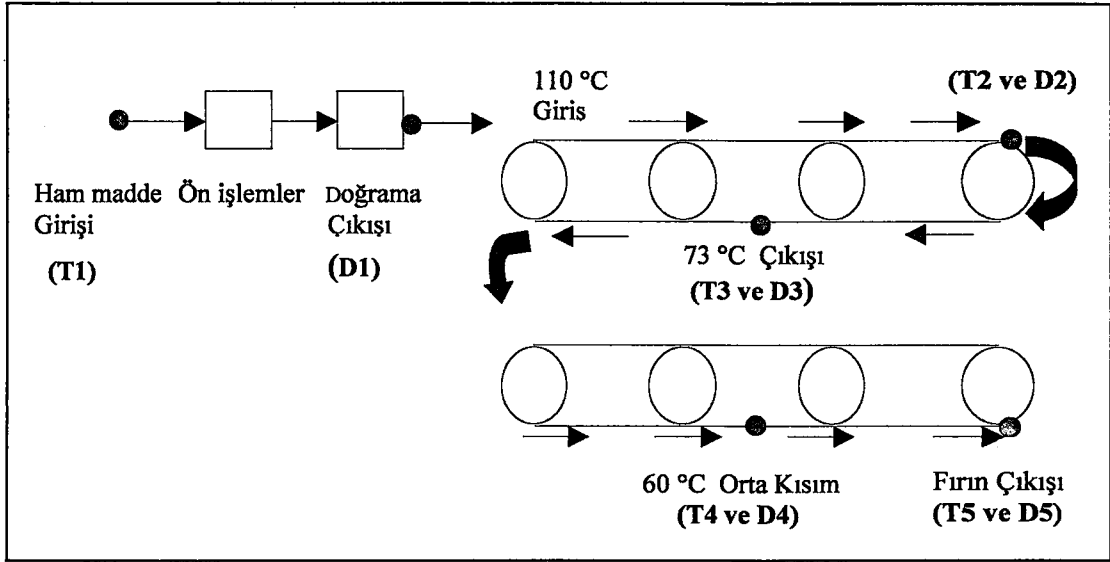 110 °C
Giris
(T2 ve D2)
Ham madde
Girişi
(T1)
Ön işlemler
Doğrama
Çıkışı
(D1)
73 °C Çıkışı
(T3 ve D3)
60 °C Orta Kısım
(T4 ve D4)
Fırın Çıkışı
(T5 ve D5)